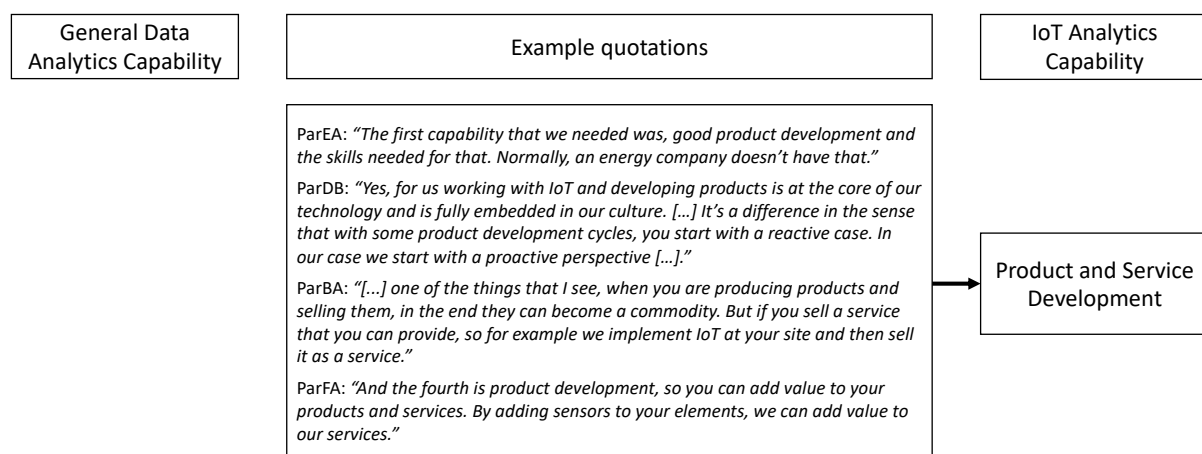 General Data
Analytics Capability
Example quotations
IoT Analytics
Capability
ParEA: “The first capability that we needed was, good product development and
the skills needed for that. Normally, an energy company doesn’t have that.”
ParDB: “Yes, for us working with IoT and developing products is at the core of our
technology and is fully embedded in our culture. […] It’s a difference in the sense
that with some product development cycles, you start with a reactive case. In
our case we start with a proactive perspective […].”
ParBA: “[...] one of the things that I see, when you are producing products and
selling them, in the end they can become a commodity. But if you sell a service
that you can provide, so for example we implement IoT at your site and then sell
it as a service.”
ParFA: “And the fourth is product development, so you can add value to your
products and services. By adding sensors to your elements, we can add value to
our services.”
Product and Service
Development